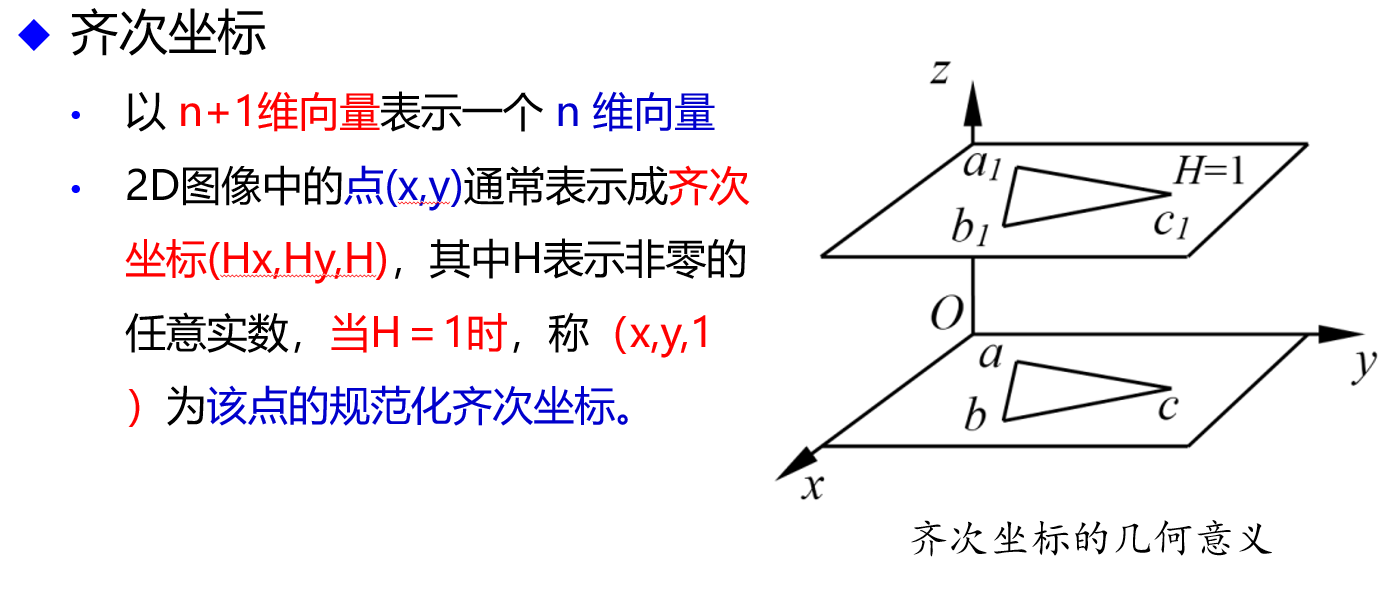 齐次坐标
以 n+1维向量表示一个 n 维向量
2D图像中的点(x,y)通常表示成齐次
坐标(Hx,Hy,H)，其中H表示非零的
任意实数，当H＝1时，称（x,y,1
）为该点的规范化齐次坐标。
z
a1
H=1
b1
c1
O
a
y
b
c
x
齐次坐标的几何意义